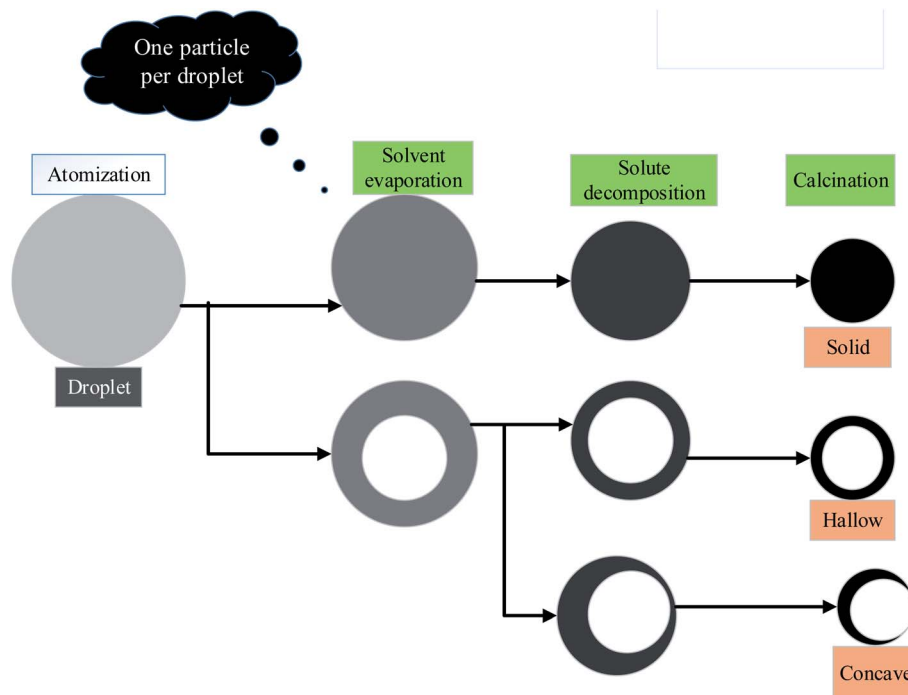 One particle
per droplet
Atomization
Solvent
evaporation
Solute
decomposition
Calcination
Droplet
Solid
Hallow
Concave